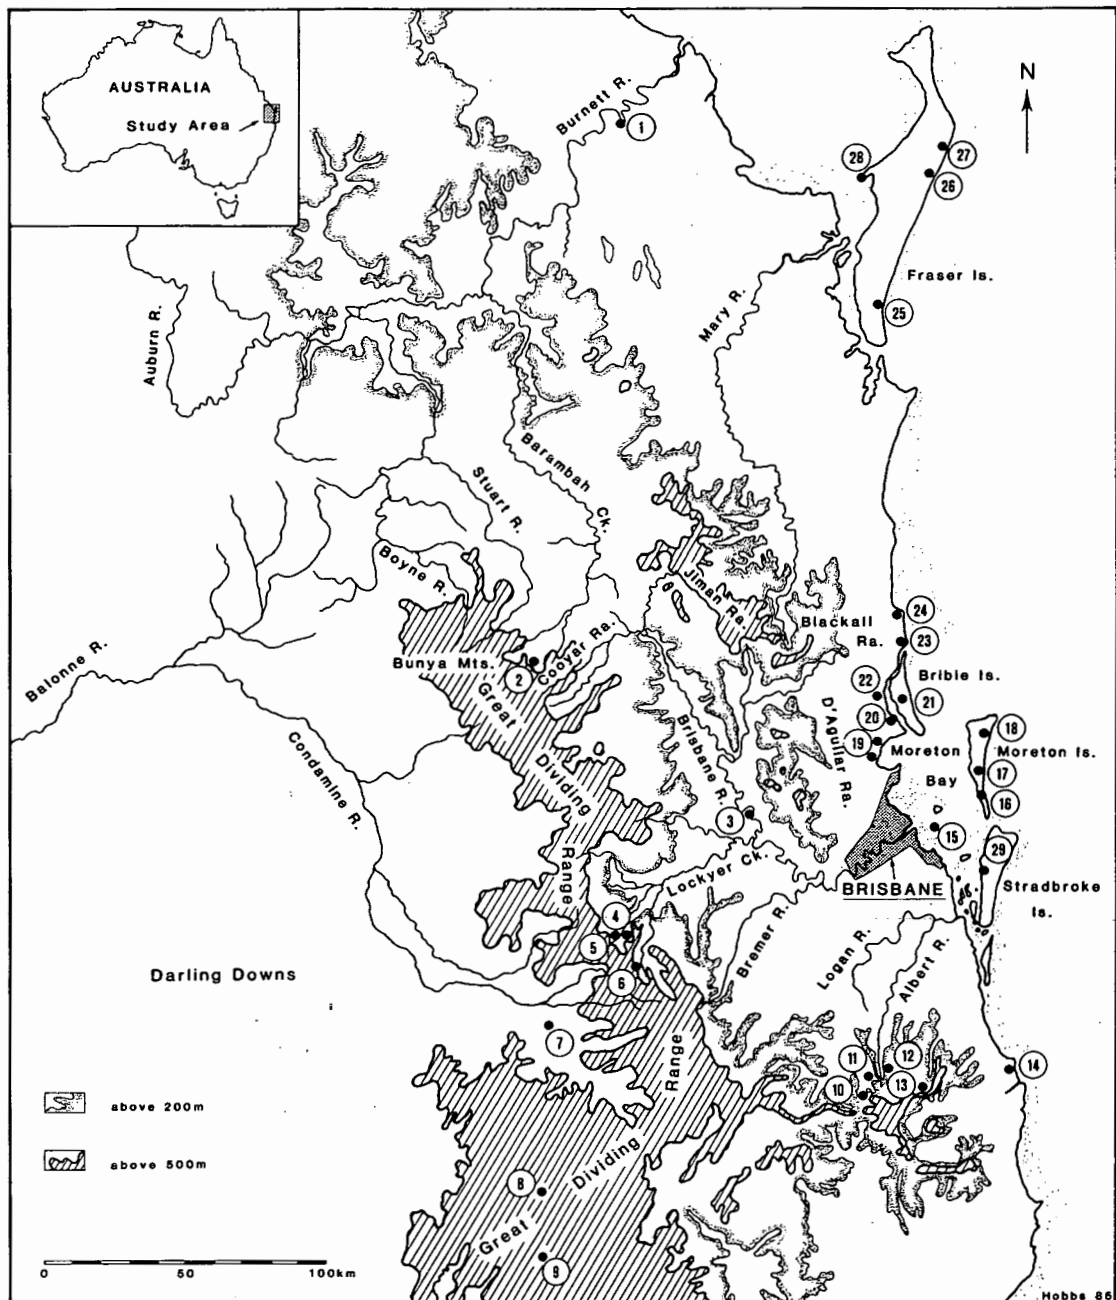 AUSTRALIA
Study Area
N
Burnett R.
1
28
27
26
Fraser Is.
25
Mary R.
Auburn R.
Barambah Ck.
Stuart R.
Boyne R.
Jiman Ra.
Blackall
Ra.
24
23
Balonne R.
Bunya Mts.
2
Cooyar Ra.
22
Bribie Is.
21
20
D'Aguilar Ra.
19
Moreton
Bay
18
Moreton Is.
17
16
Great
Dividing
Range
Brisbane R.
Condamine R.
3
15
29
Lockyer Ck.
BRISBANE
Stradbroke
Is.
4
5
6
Bremer R.
Logan R.
Albert R.
Darling Downs
7
Range
11
12
10
13
14
above 200m
above 500m
Dividing
8
Great
9
0 50 100km
Hobbs 86